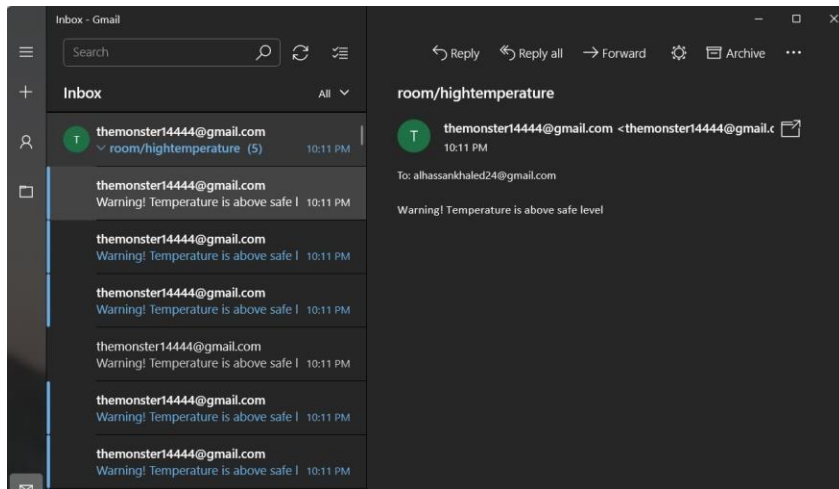 Inbox - Gmail
Search
Inbox
All
themonster14444@gmail.com
room/hightemperature (5) 10:11 PM
themonster14444@gmail.com
Warning! Temperature is above safe l 10:11 PM
themonster14444@gmail.com
Warning! Temperature is above safe l 10:11 PM
themonster14444@gmail.com
Warning! Temperature is above safe l 10:11 PM
themonster14444@gmail.com
Warning! Temperature is above safe l 10:11 PM
themonster14444@gmail.com
Warning! Temperature is above safe l 10:11 PM
themonster14444@gmail.com
Warning! Temperature is above safe l 10:11 PM
Reply Reply all Forward Archive
room/hightemperature
T
T
themonster14444@gmail.com <themonster14444@gmail.c
10:11 PM
To: alhassankhaled24@gmail.com
Warning! Temperature is above safe level